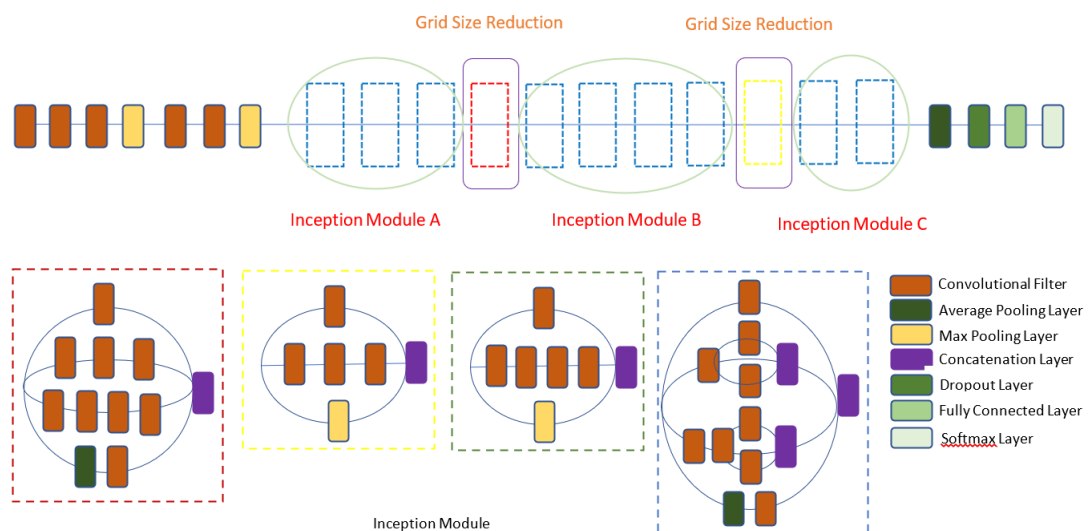 Grid Size Reduction
Grid Size Reduction
Inception Module A
Inception Module B
Inception Module C
Convolutional Filter
Average Pooling Layer
Max Pooling Layer
Concatenation Layer
Dropout Layer
Fully Connected Layer
Softmax Layer
Inception Module